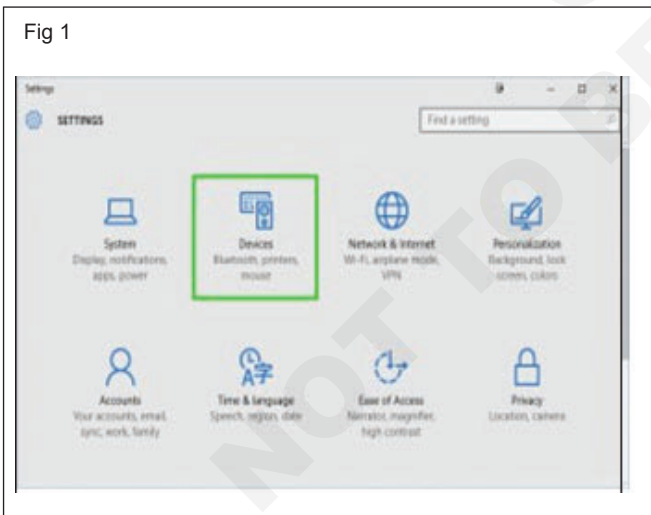 Fig 1
Settings
SETTINGS
Find a setting
System
Display, notifications,
apps, power
Devices
Bluetooth, printers,
mouse
Network & Internet
Wi-Fi, airplane mode,
VPN
Personalization
Background, lock
screen, colors
Accounts
Your accounts, email,
sync, work, family
Time & language
Speech, region, date
Ease of Access
Narrator, magnifier,
high contrast
Privacy
Location, camera
A字
NOT TO BE